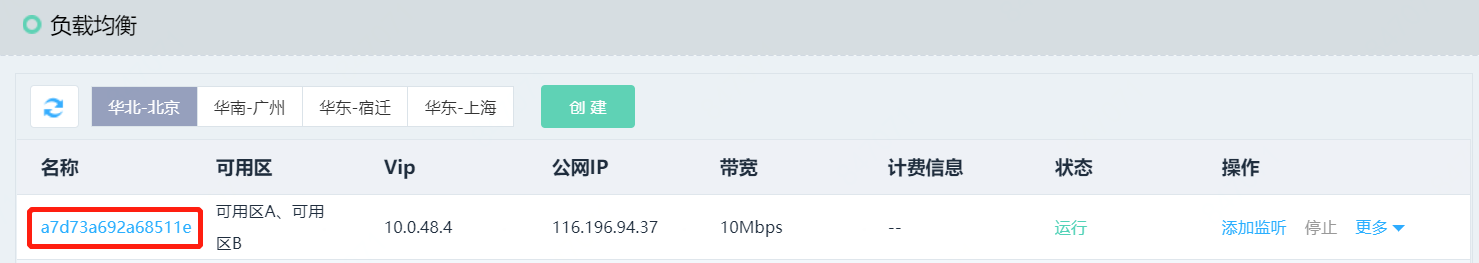 负载均衡
华北-北京 华南-广州 华东-宿迁 华东-上海 创 建
名称 可用区 Vip 公网IP 带宽 计费信息 状态 操作
a7d73a692a68511e 可用区A、可用区B 10.0.48.4 116.196.94.37 10Mbps -- 运行 添加监听 停止 更多